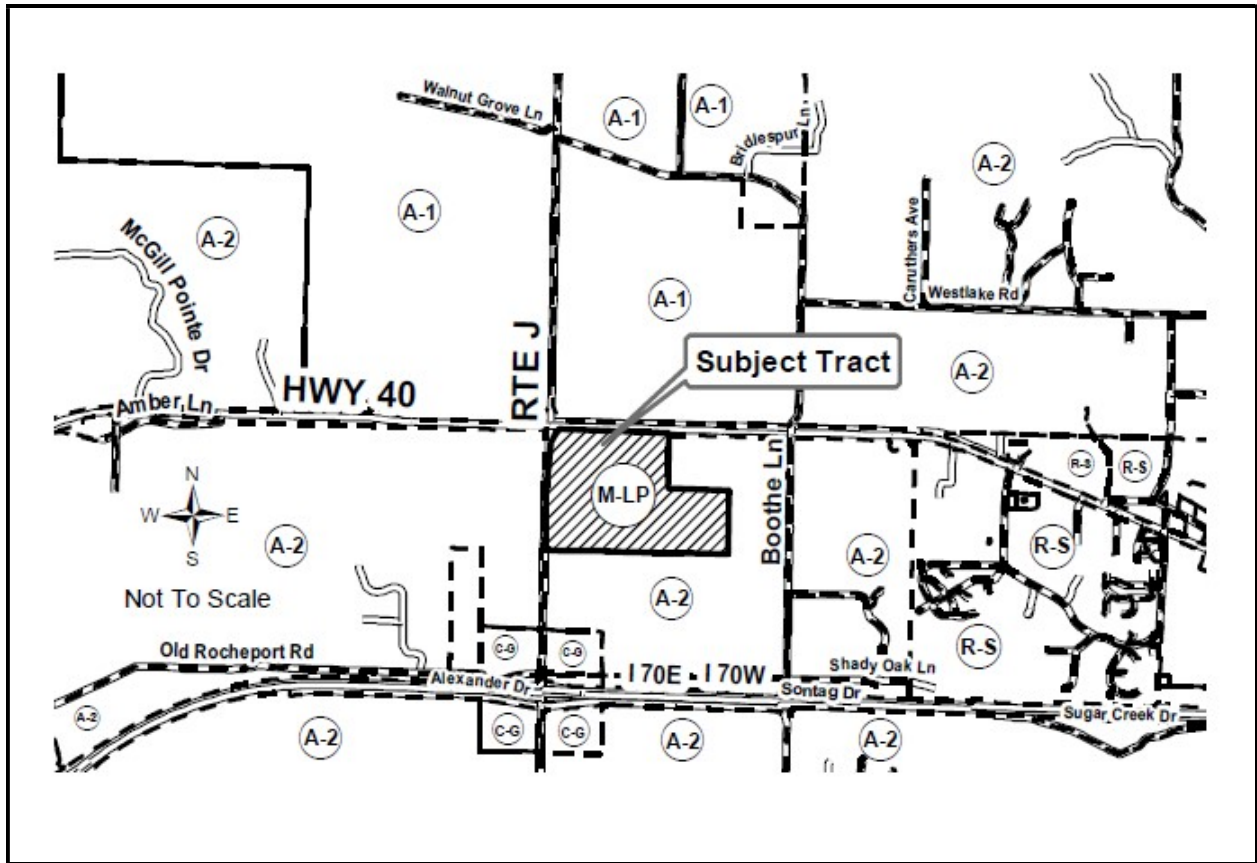 Walnut Grove Ln
A-1
A-1
Bridlespur Ln
A-2
A-1
A-2
McGill Pointe Dr
Caruthers Ave
Westlake Rd
A-1
RTE J
Subject Tract
A-2
HWY 40
Amber Ln
Boothe Ln
R-S
R-S
M-LP
N
W
E
S
A-2
A-2
R-S
Not To Scale
A-2
Old Rocheport Rd
C-G
C-G
R-S
Alexander Dr
I 70E - I 70W
Shady Oak Ln
Sontag Dr
A-2
C-G
C-G
Sugar Creek Dr
A-2
A-2
A-2